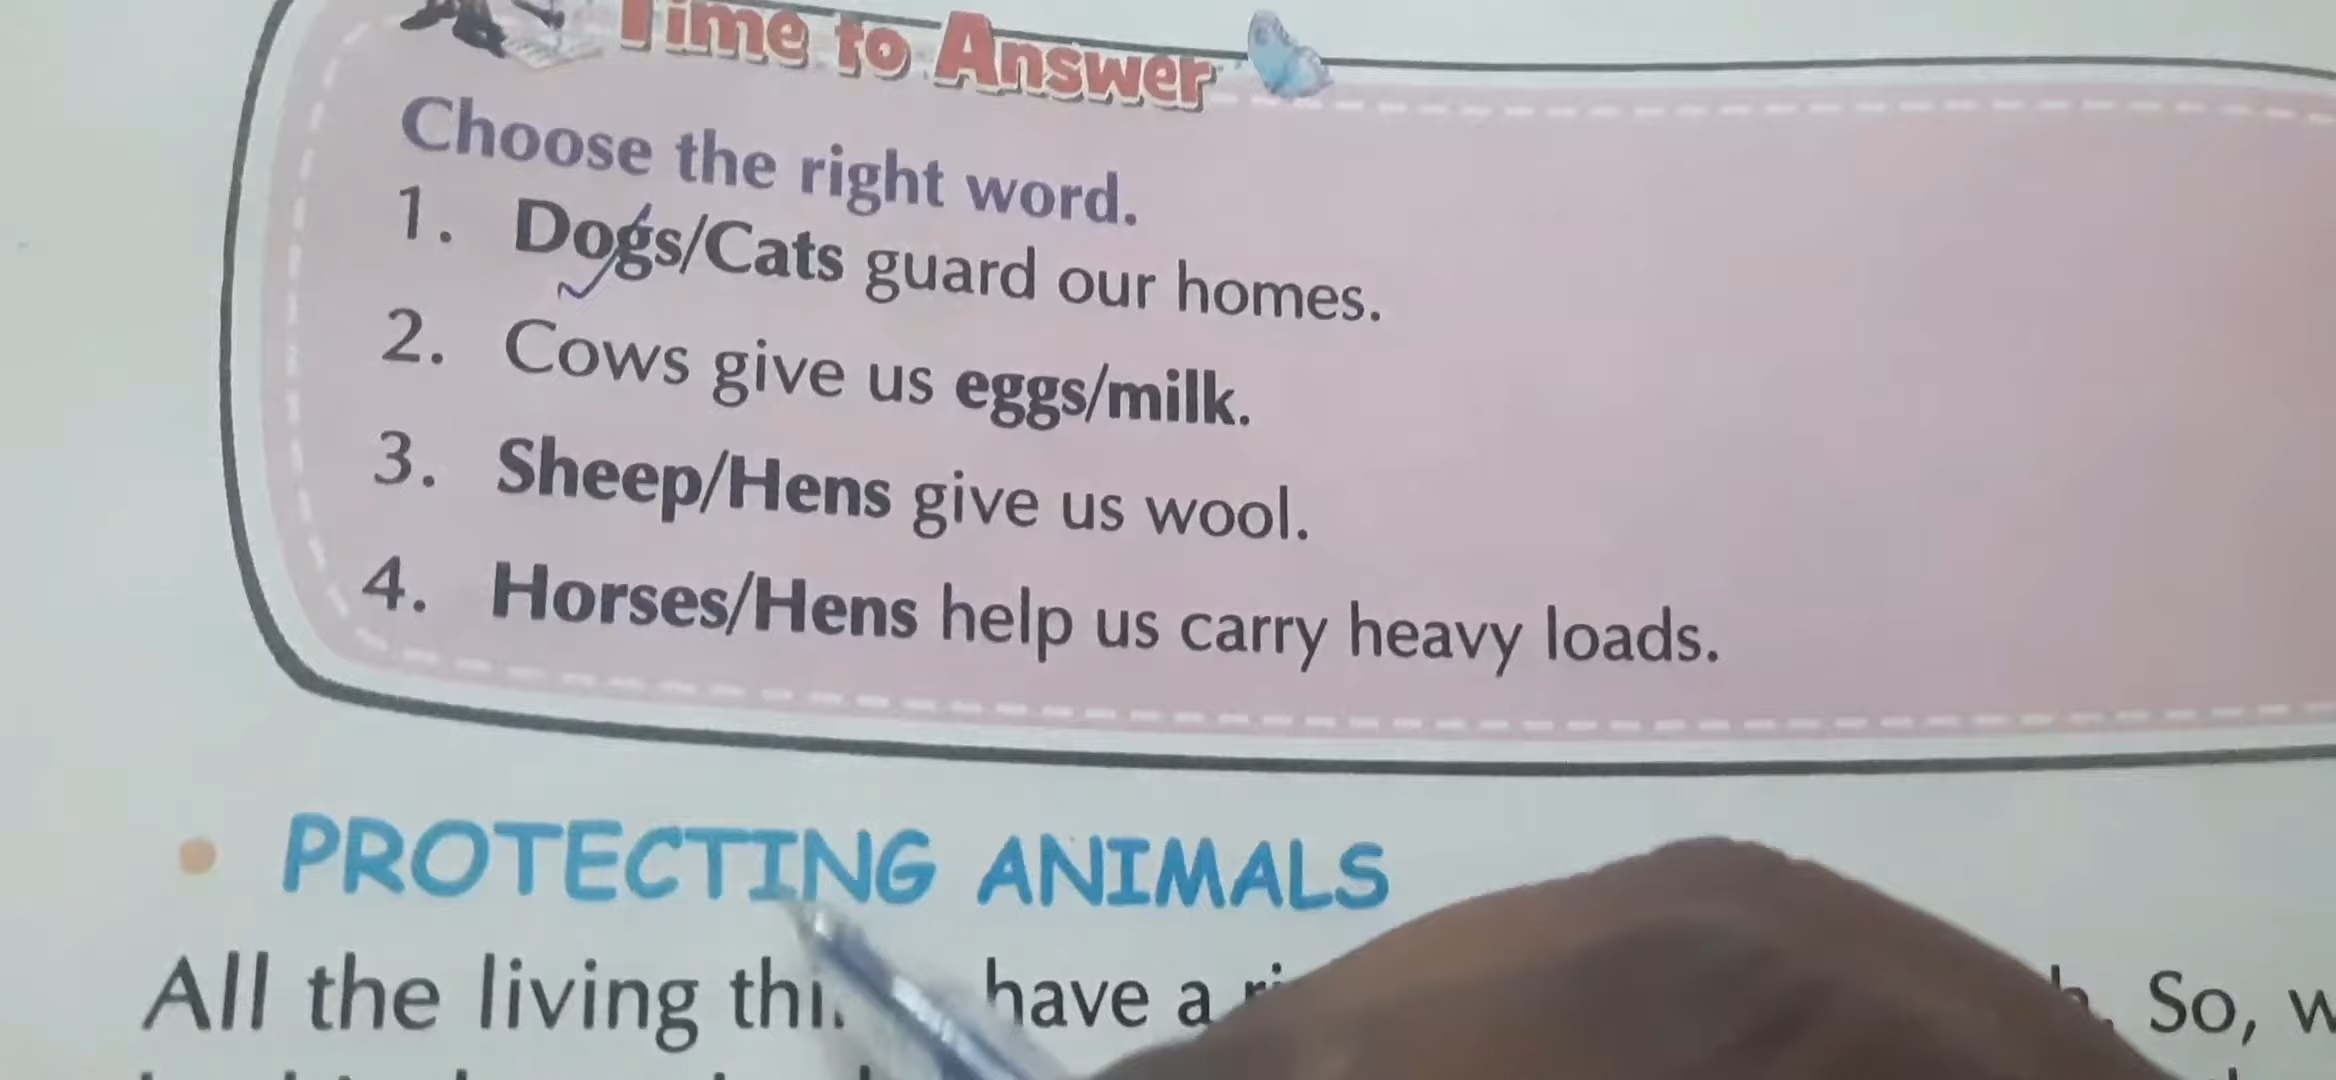 Time to Answer
Choose the right word.
1. Dogs/Cats guard our homes.
2. Cows give us eggs/milk.
3. Sheep/Hens give us wool.
4. Horses/Hens help us carry heavy loads.
• PROTECTING ANIMALS
All the living have a So,